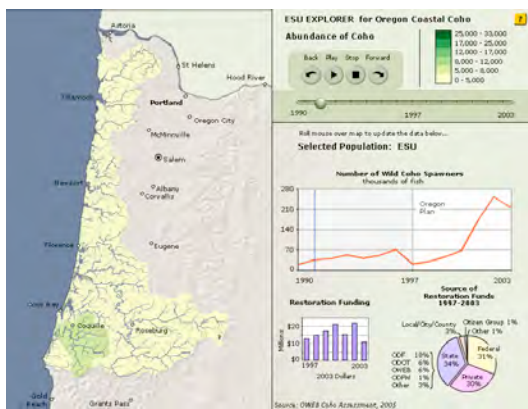 ESU EXPLORER for Oregon Coastal Coho
?
Abundance of Coho
25,000 - 33,000
17,000 - 25,000
12,000 - 17,000
8,000 - 12,000
5,000 - 8,000
0 - 5,000
Back Play Stop Forward
1990 1997 2003
Roll mouse over map to update the data below...
Selected Population: ESU
Number of Wild Coho Spawners
thousands of fish
280
210
140
70
0
Oregon
Plan
1990 1997 2003
Restoration Funding
Millions
$20
$10
$0
1997 2003
2003 Dollars
Source of
Restoration Funds
1997-2003
Local/City/County
3%
Citizen Group 1%
Other 1%
Federal
31%
State
34%
Private
30%
ODF 18%
ODOT 6%
OWEB 6%
ODFW 1%
Other 3%
Source: OWEB Coho Assessment, 2005
Astoria
St Helens
Hood River
Tillamook
Portland
Oregon City
McMinnville
Salem
Albany
Corvallis
Florence
Eugene
Coos Bay
Coquille
Roseburg
Gold
Beach
Grants Pass